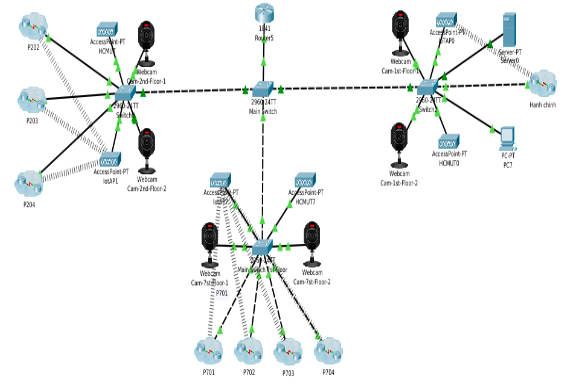 P202
AccessPoint-PT
HCMUT
Webcam
Cam-2nd-Floor-1
1841
Router5
Webcam
Cam-1st-Floor-1
AccessPoint-PT
IoTAP0
Server-PT
Server0
P203
2960-24TT
Switch
2960-24TT
Main Switch
2960-24TT
Switch
Hanh chinh
P204
AccessPoint-PT
IotAP1
Webcam
Cam-2nd-Floor-2
Webcam
Cam-1st-Floor-2
AccessPoint-PT
HCMUT0
PC-PT
PC7
AccessPoint-PT
AccessPoint-PT
HCMUT7
Webcam
Cam-7st-Floor-1
P701
2960-24TT
Main Switch 7st-Floor
Webcam
Cam-7st-Floor-2
P701
P702
P703
P704